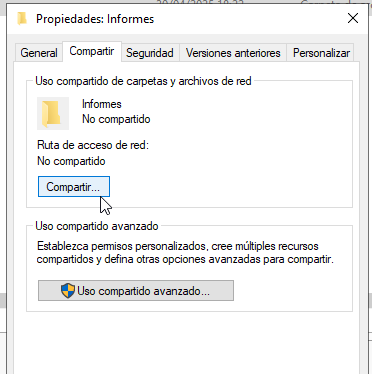 Propiedades: Informes
General
Compartir
Seguridad
Versiones anteriores
Personalizar
Uso compartido de carpetas y archivos de red
Informes
No compartido
Ruta de acceso de red:
No compartido
Compartir...
Uso compartido avanzado
Establezca permisos personalizados, cree múltiples recursos
compartidos y defina otras opciones avanzadas para compartir.
Uso compartido avanzado...